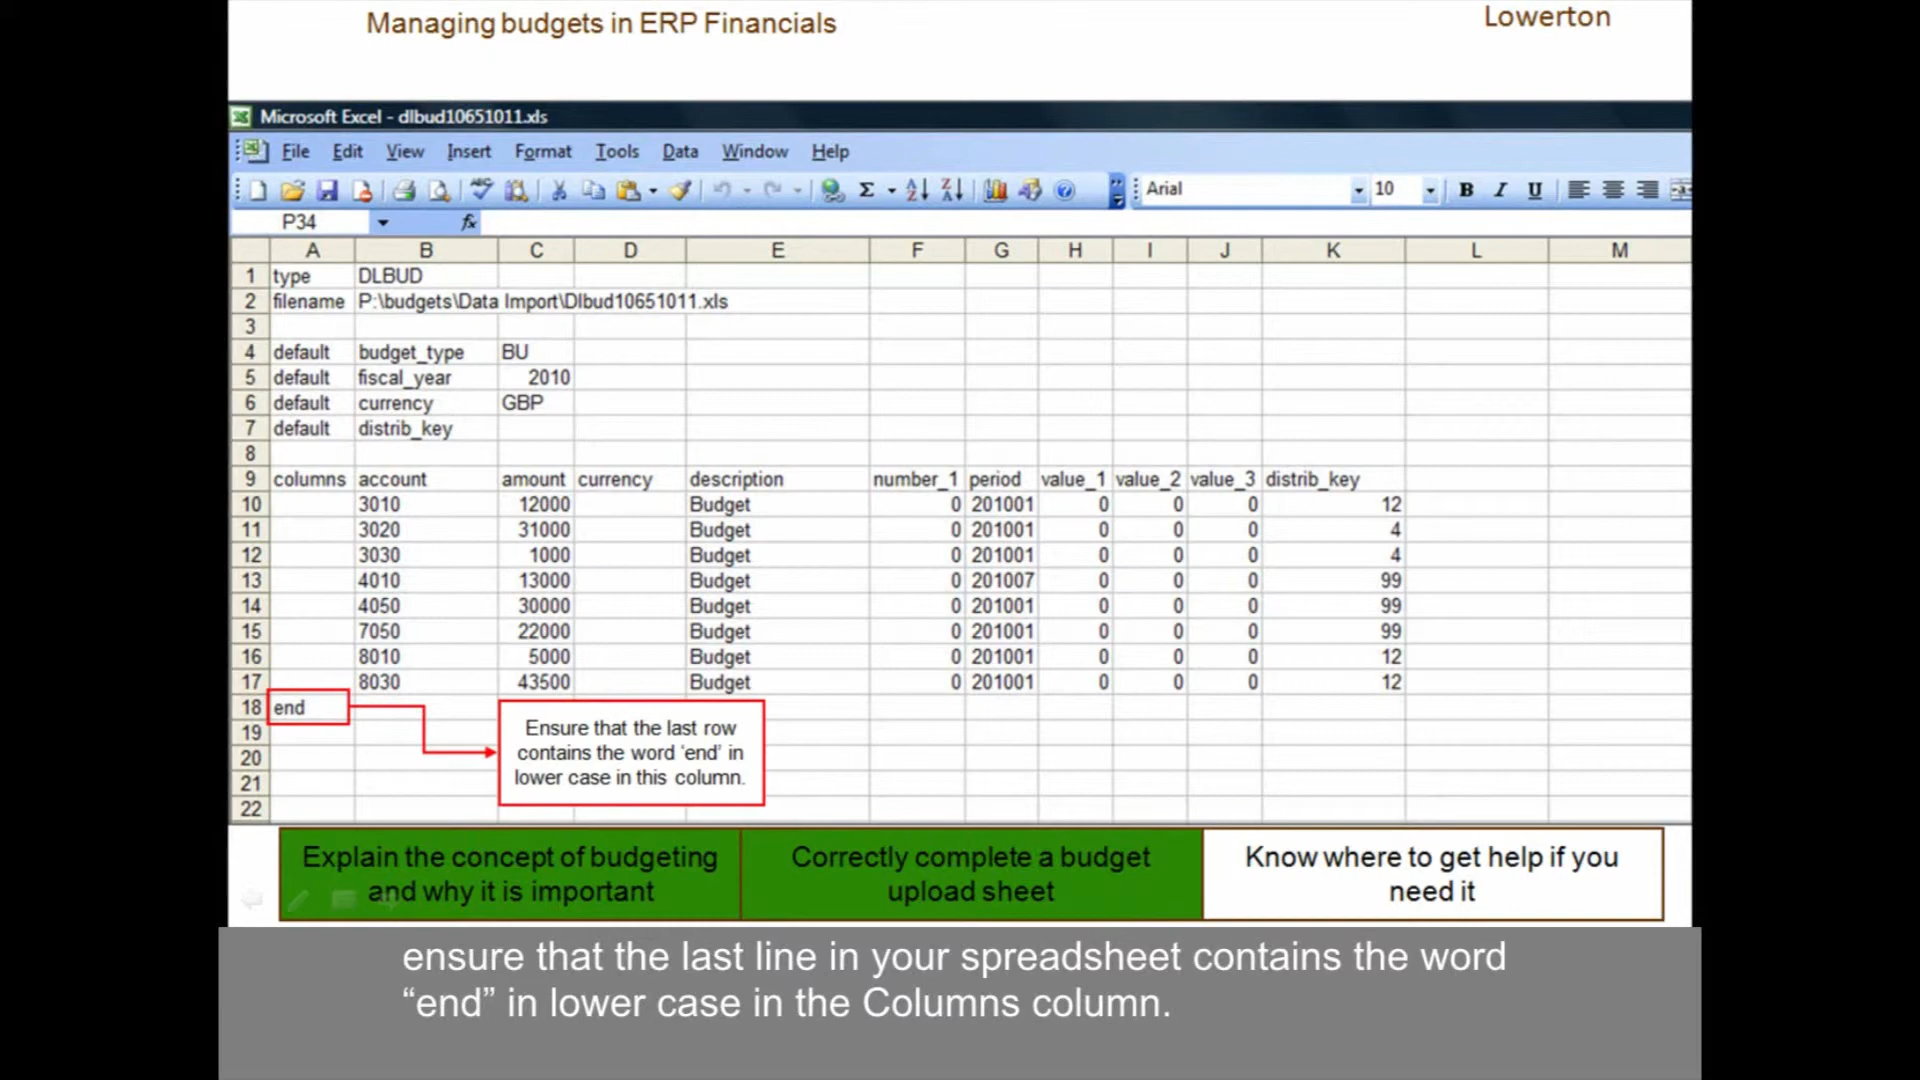 Managing budgets in ERP Financials
Lowerton
Microsoft Excel - dlbud10651011.xls
File Edit View Insert Format Tools Data Window Help
Arial 10 B I U
P34 fx
A B C D E F G H I J K L M
1 type DLBUD
2 filename P:\budgets\Data Import\Dlbud10651011.xls
3
4 default budget_type BU
5 default fiscal_year 2010
6 default currency GBP
7 default distrib_key
8
9 columns account amount currency description number_1 period value_1 value_2 value_3 distrib_key
10 3010 12000 Budget 0 201001 0 0 0 12
11 3020 31000 Budget 0 201001 0 0 0 4
12 3030 1000 Budget 0 201001 0 0 0 4
13 4010 13000 Budget 0 201007 0 0 0 99
14 4050 30000 Budget 0 201001 0 0 0 99
15 7050 22000 Budget 0 201001 0 0 0 99
16 8010 5000 Budget 0 201001 0 0 0 12
17 8030 43500 Budget 0 201001 0 0 0 12
18 end
19
20
21
22
Ensure that the last row
contains the word ‘end’ in
lower case in this column.
Explain the concept of budgeting
and why it is important
Correctly complete a budget
upload sheet
Know where to get help if you
need it
ensure that the last line in your spreadsheet contains the word
“end” in lower case in the Columns column.